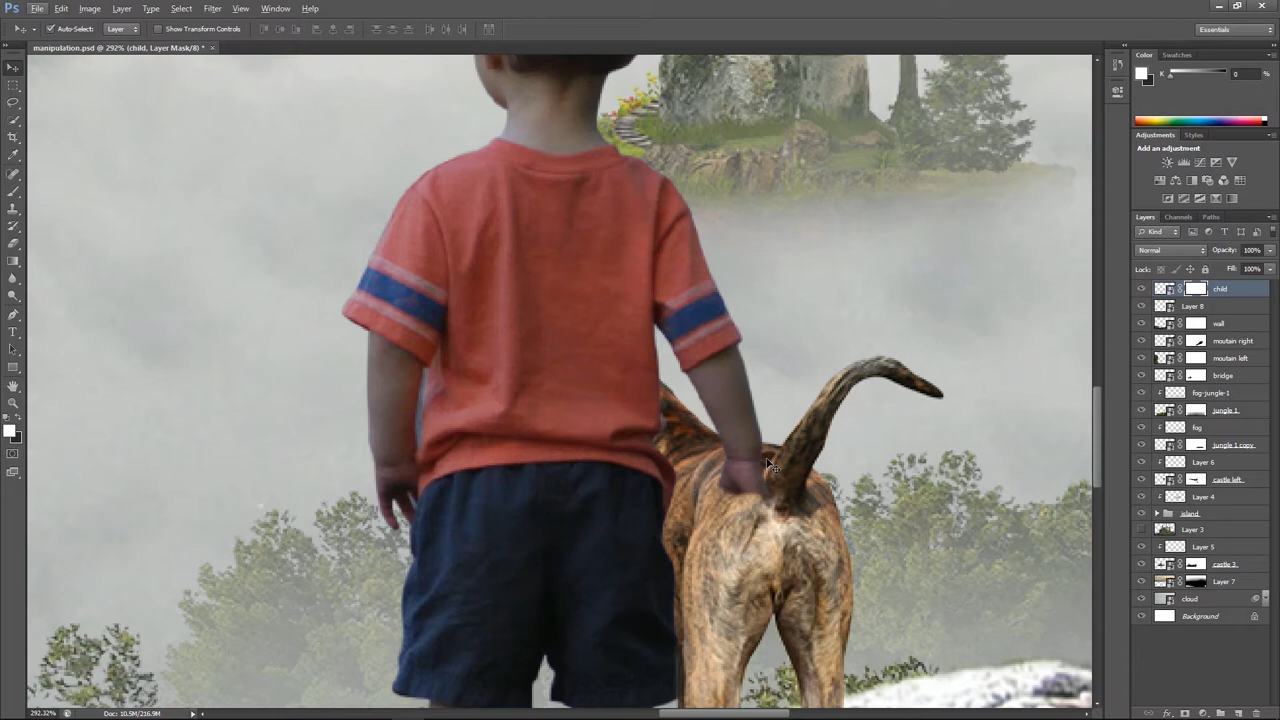 Ps File Edit Image Layer Type Select Filter View Window Help
Auto-Select: Layer Show Transform Controls Essentials
manipulation.psd @ 292% (child, Layer Mask/8) * ×
Color Swatches
K 0 %
Adjustments Styles
Add an adjustment
Layers Channels Paths
Kind
Normal Opacity: 100%
Lock: Fill: 100%
child
Layer 8
wall
moutain right
moutain left
bridge
fog-jungle-1
jungle 1
fog
jungle 1 copy
Layer 6
castle left
Layer 4
island
Layer 3
Layer 5
castle 3
Layer 7
cloud
Background
292.32% Doc: 10.5M/216.9M
fx